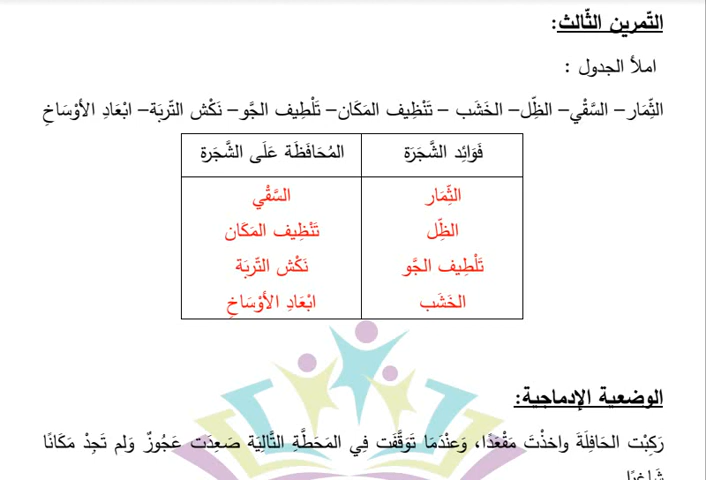 التّمرين الثّالث:
املأ الجدول :
الثِّمَار – السَّقْي – الظِّل – الخَشَب – تَنْظِيف المَكَان – تَلْطِيف الجَّو – نَكْش التّربَة – ابْعَادِ الأَوْسَاخِ
فَوَائِد الشَّجَرَة المُحَافَظَة عَلَى الشَّجَرة
الثِّمَار السَّقْي
الظِّل تَنْظِيف المَكَان
تَلْطِيف الجَّو نَكْش التّربَة
الخَشَب ابْعَادِ الأَوْسَاخِ
الوضعية الإدماجية:
رَكِبْت الحَافِلَةَ واخذْتَ مَقْعَدًا، وَعنْدَمَا تَوَقَّفَت فِي المَحَطَّةِ التَّالِيَة صَعِدَت عَجُوزٌ وَلم تَجِدْ مَكَانًا